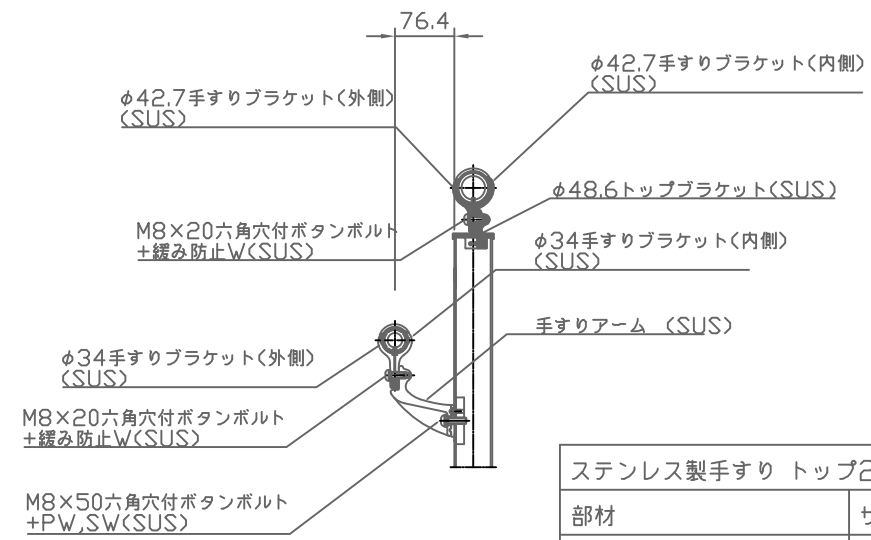 76.4
φ42.7手すりブラケット(内側)
(SUS)
φ42.7手すりブラケット(外側)
(SUS)
φ48.6トップブラケット(SUS)
M8×20六角穴付ボタンボルト
+緩み防止W(SUS)
φ34手すりブラケット(内側)
(SUS)
手すりアーム (SUS)
φ34手すりブラケット(外側)
(SUS)
M8×20六角穴付ボタンボルト
+緩み防止W(SUS)
ステンレス製手すり トップ2
M8×50六角穴付ボタンボルト
+PW,SW(SUS)
部材